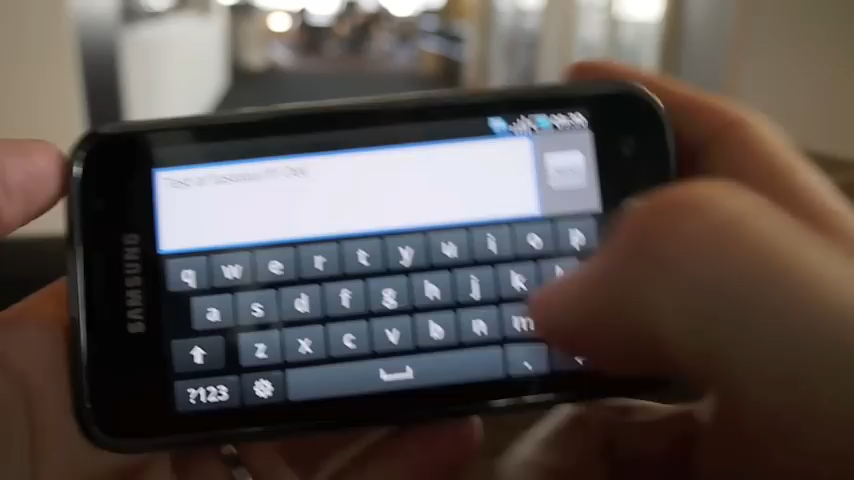 SAMSUNG
q w e r t y u i o p
a s d f g h j k
z x c v b n m
?123